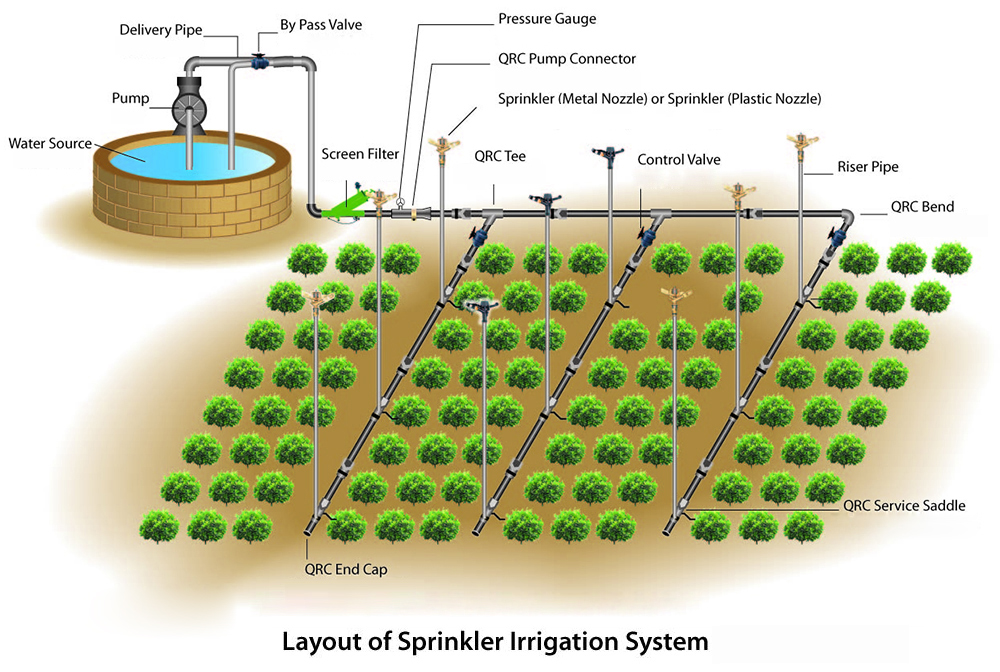 Pressure Gauge
Delivery Pipe
By Pass Valve
QRC Pump Connector
Pump
Sprinkler (Metal Nozzle) or Sprinkler (Plastic Nozzle)
Water Source
Screen Filter
QRC Tee
Control Valve
Riser Pipe
QRC Bend
QRC Service Saddle
QRC End Cap
Layout of Sprinkler Irrigation System